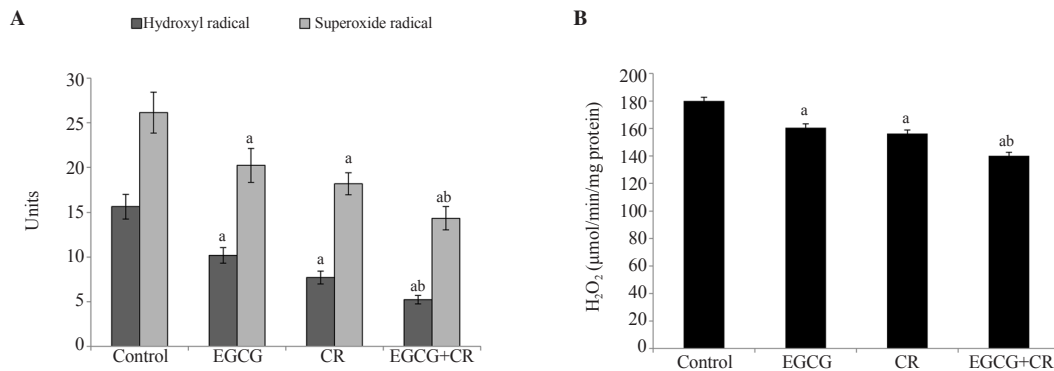 A
Hydroxyl radical Superoxide radical
Units
30
25
20
15
10
5
0
a
a
a
a
ab
ab
Control EGCG CR EGCG+CR
B
H₂O₂ (µmol/min/mg protein)
200
180
160
140
120
100
80
60
40
20
0
a
a
ab
Control EGCG CR EGCG+CR